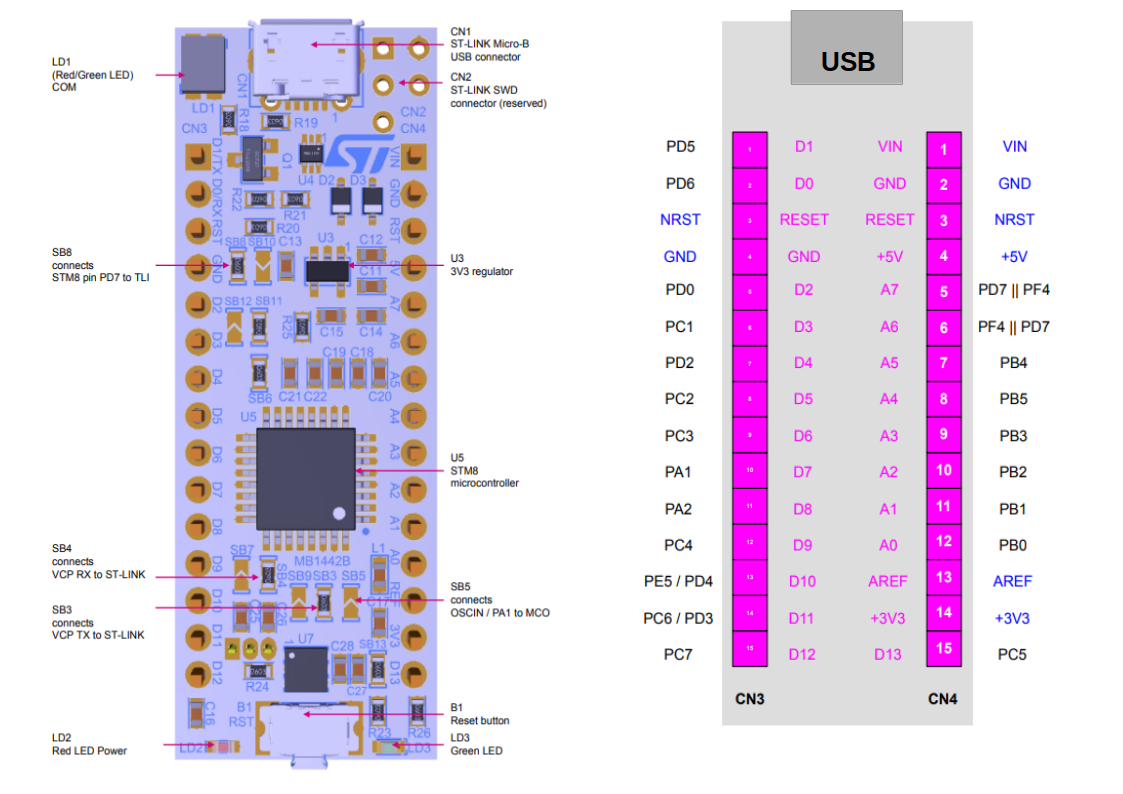 CN1
ST-LINK Micro-B
USB connector
LD1
(Red/Green LED)
COM
CN2
ST-LINK SWD
connector (reserved)
SB8
connects
STM8 pin PD7 to TLI
U3
3V3 regulator
U5
STM8
microcontroller
SB4
connects
VCP RX to ST-LINK
SB3
connects
VCP TX to ST-LINK
SB5
connects
OSCIN / PA1 to MCO
B1
Reset button
LD2
Red LED Power
LD3
Green LED
CN1
LD1
R18
R19
1
CN2
CN3
CN4
D1/TX
D0/RX
RST
GND
D2
D3
D4
D5
D6
D7
D8
D9
D10
D11
D12
VIN
GND
RST
5V
A7
A6
A5
A4
A3
A2
A1
A0
REF
3V3
D13
ST
Q1
U4
D2
D3
1
R22
R21
R20
SB8
SB10
C13
U3
1
C12
C11
SB12
SB11
R25
C15
C14
C19
C18
SB6
C21
C22
C20
U5
MB1442B
L1
SB7
SB4
SB9
SB3
SB5
C17
C25
C26
U7
1
C28
SB13
R24
C27
C16
B1
RST
R23
R26
LD2
LD3
USB
PD5 1 D1 VIN 1 VIN
PD6 2 D0 GND 2 GND
NRST 3 RESET RESET 3 NRST
GND 4 GND +5V 4 +5V
PD0 5 D2 A7 5 PD7 || PF4
PC1 6 D3 A6 6 PF4 || PD7
PD2 7 D4 A5 7 PB4
PC2 8 D5 A4 8 PB5
PC3 9 D6 A3 9 PB3
PA1 10 D7 A2 10 PB2
PA2 11 D8 A1 11 PB1
PC4 12 D9 A0 12 PB0
PE5 / PD4 13 D10 AREF 13 AREF
PC6 / PD3 14 D11 +3V3 14 +3V3
PC7 15 D12 D13 15 PC5
CN3 CN4